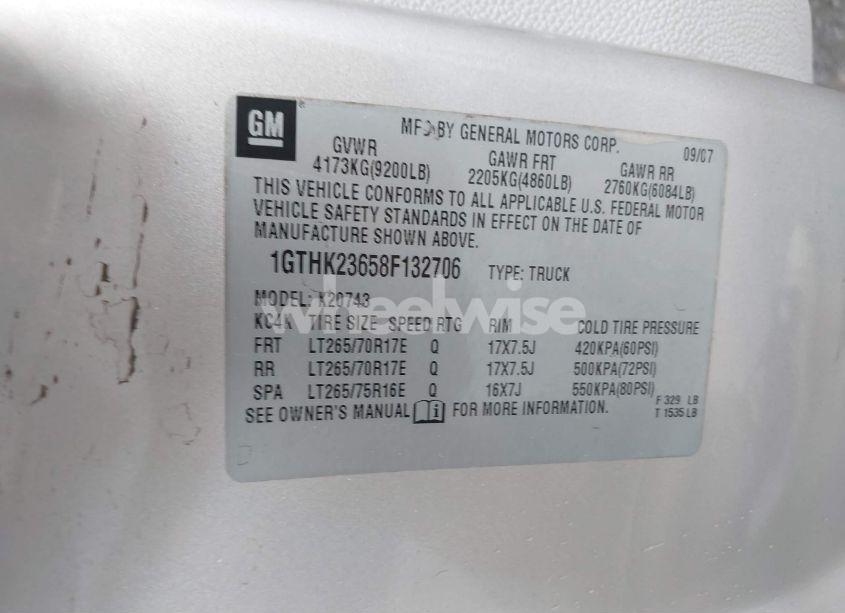 GM
MFD BY GENERAL MOTORS CORP. 09/07
GVWR GAWR FRT GAWR RR
4173KG(9200LB) 2205KG(4860LB) 2760KG(6084LB)
THIS VEHICLE CONFORMS TO ALL APPLICABLE U.S. FEDERAL MOTOR
VEHICLE SAFETY STANDARDS IN EFFECT ON THE DATE OF
MANUFACTURE SHOWN ABOVE.
1GTHK23658F132706 TYPE: TRUCK
MODEL: K20743
wheelwise
KC4K TIRE SIZE SPEED RTG RIM COLD TIRE PRESSURE
FRT LT265/70R17E Q 17X7.5J 420KPA(60PSI)
RR LT265/70R17E Q 17X7.5J 500KPA(72PSI)
SPA LT265/75R16E Q 16X7J 550KPA(80PSI)
F 329 LB
SEE OWNER'S MANUAL i FOR MORE INFORMATION. T 1535 LB